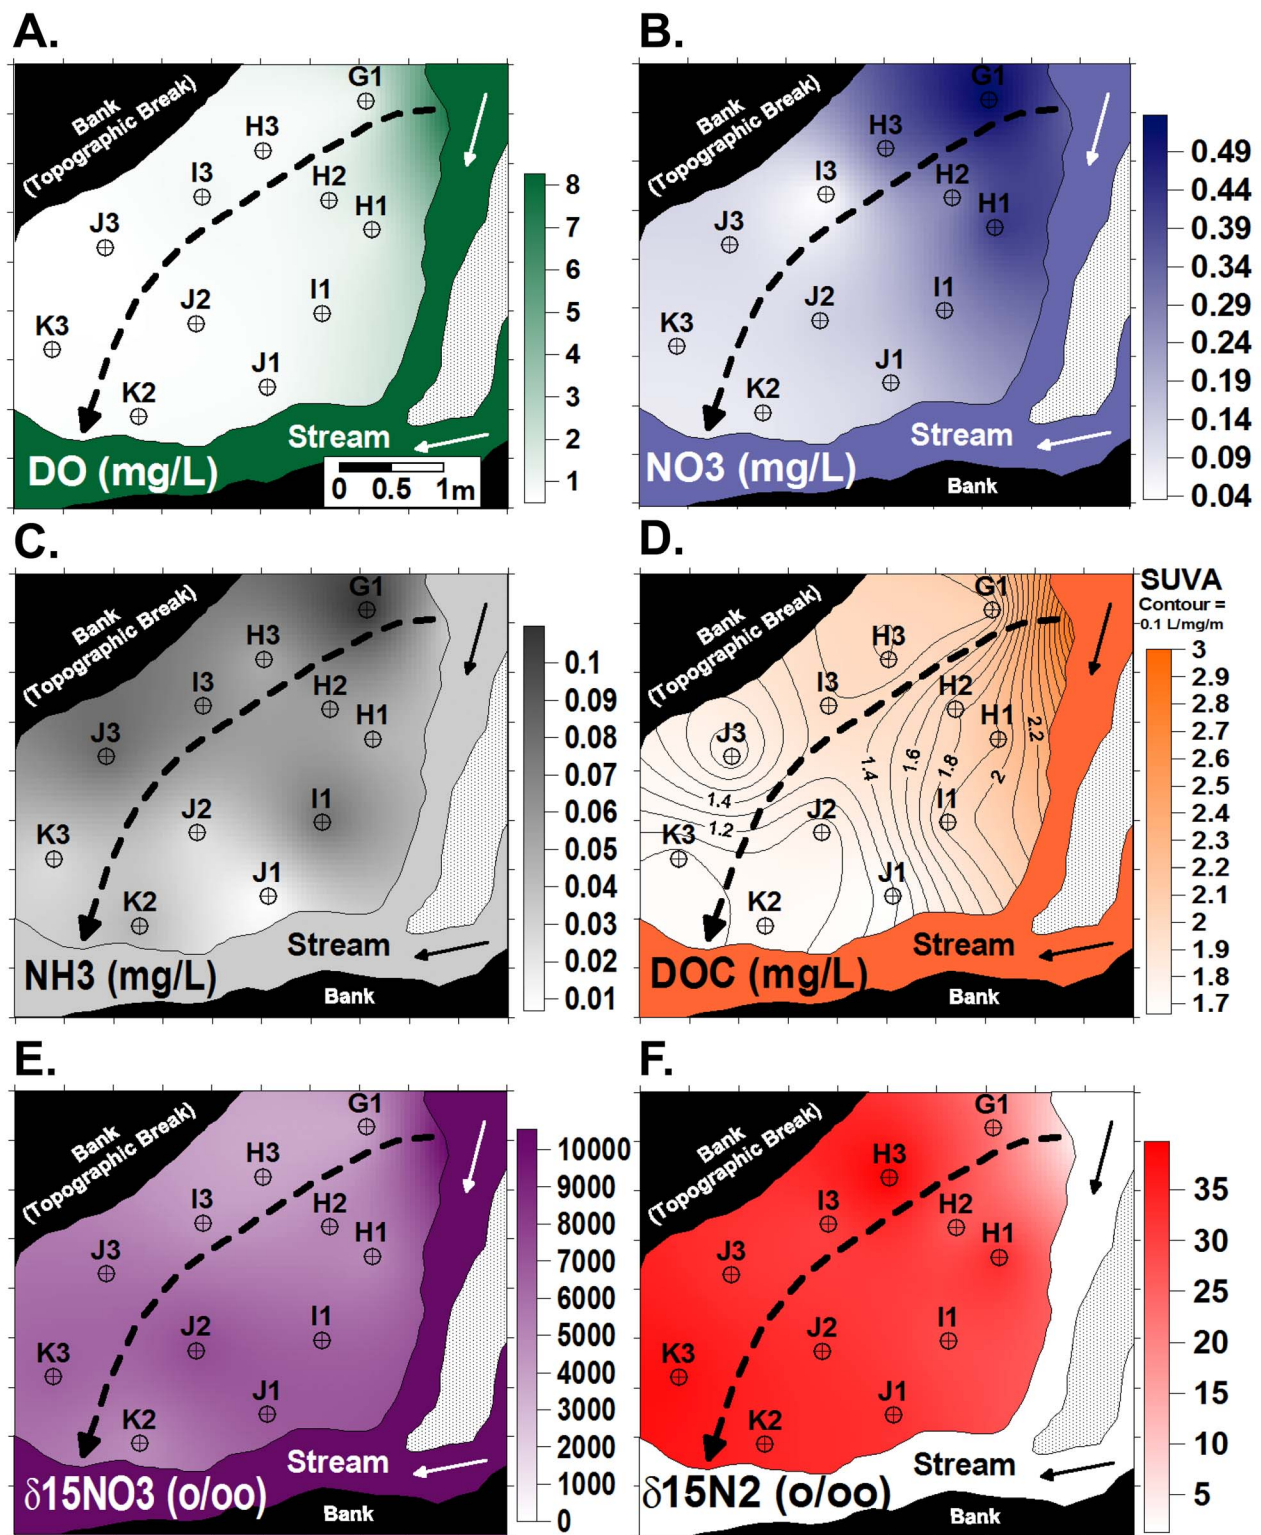 A.
Bank
(Topographic Break)
G1
H3
I3
H2
H1
J3
J2
I1
K3
J1
K2
Stream
DO (mg/L)
0 0.5 1m
8
7
6
5
4
3
2
1
B.
Bank
(Topographic Break)
G1
H3
I3
H2
H1
J3
J2
I1
K3
J1
K2
Stream
NO3 (mg/L)
Bank
0.49
0.44
0.39
0.34
0.29
0.24
0.19
0.14
0.09
0.04
C.
Bank
(Topographic Break)
G1
H3
I3
H2
H1
J3
J2
I1
K3
J1
K2
Stream
NH3 (mg/L)
Bank
0.1
0.09
0.08
0.07
0.06
0.05
0.04
0.03
0.02
0.01
D.
Bank
(Topographic Break)
G1
H3
I3
H2
H1
2.2
J3
1.4
1.6
1.8
2
1.4
1.2
J2
I1
K3
J1
K2
Stream
DOC (mg/L)
Bank
SUVA
Contour =
0.1 L/mg/m
3
2.9
2.8
2.7
2.6
2.5
2.4
2.3
2.2
2.1
2
1.9
1.8
1.7
E.
Bank
(Topographic Break)
G1
H3
I3
H2
H1
J3
J2
I1
K3
J1
K2
Stream
δ15NO3 (o/oo)
Bank
10000
9000
8000
7000
6000
5000
4000
3000
2000
1000
0
F.
Bank
(Topographic Break)
G1
H3
I3
H2
H1
J3
J2
I1
K3
J1
K2
Stream
δ15N2 (o/oo)
Bank
35
30
25
20
15
10
5